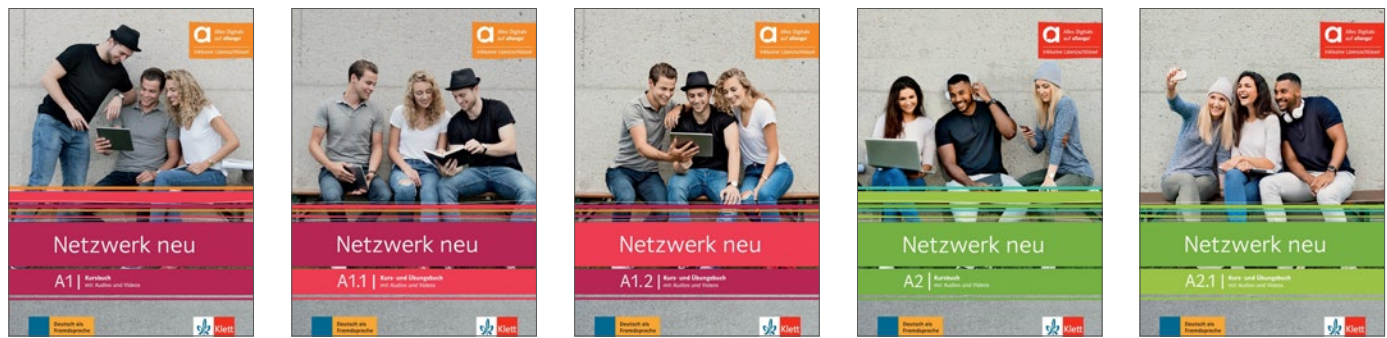 a Alles Digitale
auf allango!
Inklusive Lizenzschlüssel
Netzwerk neu
A1 | Kursbuch
mit Audios und Videos
Deutsch als
Fremdsprache
Klett
a Alles Digitale
auf allango!
Inklusive Lizenzschlüssel
Netzwerk neu
A1.1 | Kurs- und Übungsbuch
mit Audios und Videos
Deutsch als
Fremdsprache
Klett
a Alles Digitale
auf allango!
Inklusive Lizenzschlüssel
Netzwerk neu
A1.2 | Kurs- und Übungsbuch
mit Audios und Videos
Deutsch als
Fremdsprache
Klett
a Alles Digitale
auf allango!
Inklusive Lizenzschlüssel
Netzwerk neu
A2 | Kursbuch
mit Audios und Videos
Deutsch als
Fremdsprache
Klett
a Alles Digitale
auf allango!
Inklusive Lizenzschlüssel
Netzwerk neu
A2.1 | Kurs- und Übungsbuch
mit Audios und Videos
Deutsch als
Fremdsprache
Klett